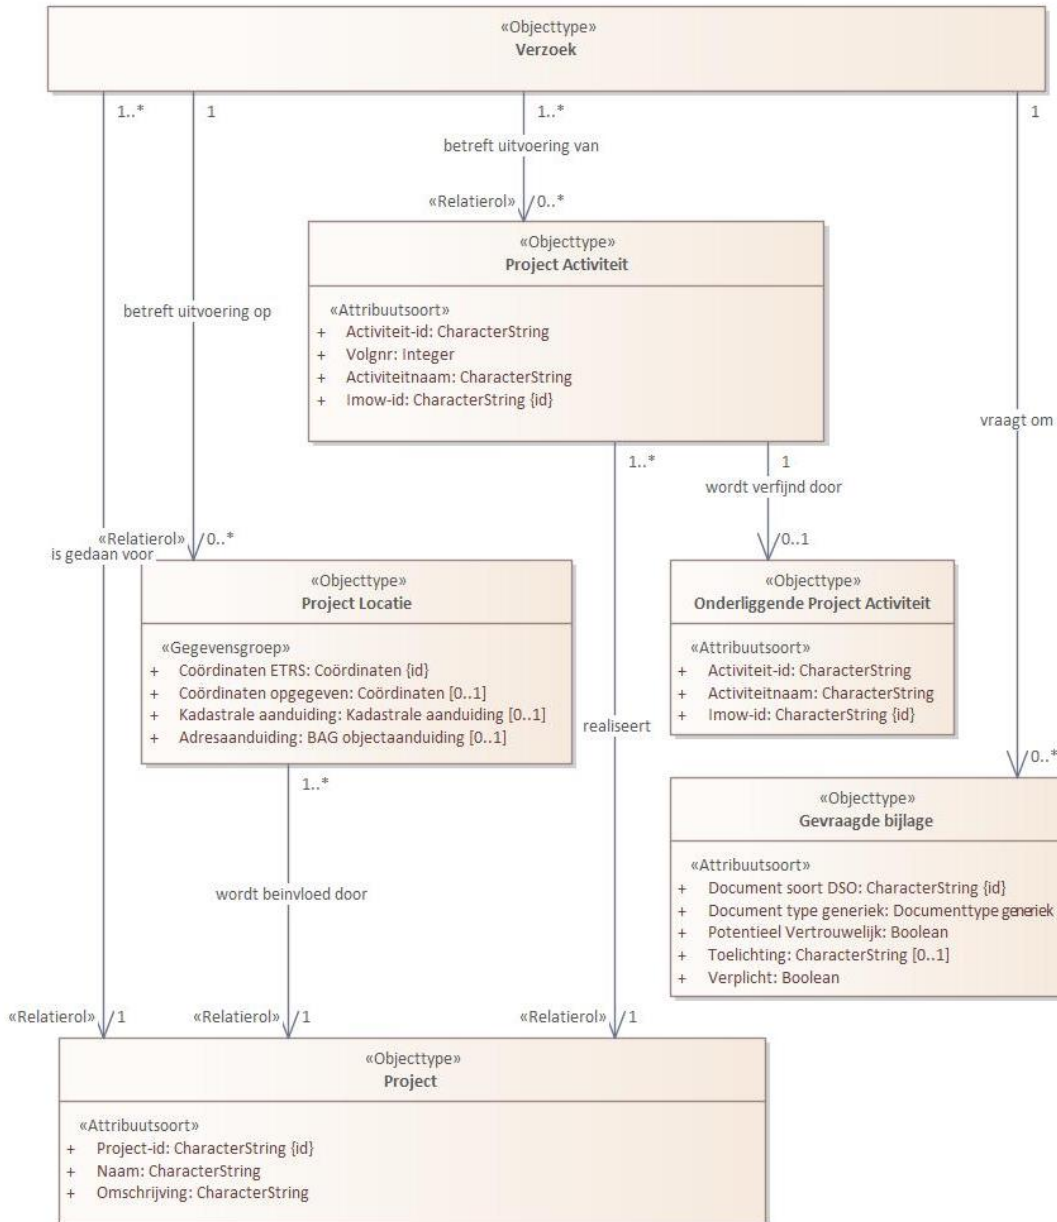 «Objecttype»
Verzoek
1..*
1
1..*
1
betreft uitvoering van
«Relatierol»
0..*
«Objecttype»
Project Activiteit
«Attribuutsoort»
+ Activiteit-id: CharacterString
+ Volgnr: Integer
+ Activiteitnaam: CharacterString
+ Imow-id: CharacterString {id}
betreft uitvoering op
vraagt om
1..*
1
wordt verfijnd door
«Relatierol»
0..*
is gedaan voor
0..1
«Objecttype»
Project Locatie
«Gegevensgroep»
+ Coördinaten ETRS: Coördinaten {id}
+ Coördinaten opgegeven: Coördinaten [0..1]
+ Kadastrale aanduiding: Kadastrale aanduiding [0..1]
+ Adresaanduiding: BAG objectaanduiding [0..1]
realiseert
«Objecttype»
Onderliggende Project Activiteit
«Attribuutsoort»
+ Activiteit-id: CharacterString
+ Activiteitnaam: CharacterString
+ Imow-id: CharacterString {id}
0..*
1..*
«Objecttype»
Gevraagde bijlage
«Attribuutsoort»
+ Document soort DSO: CharacterString {id}
+ Document type generiek: Documenttype generiek
+ Potentieel Vertrouwelijk: Boolean
+ Toelichting: CharacterString [0..1]
+ Verplicht: Boolean
wordt beinvloed door
«Relatierol»
1
«Relatierol»
1
«Relatierol»
1
«Objecttype»
Project
«Attribuutsoort»
+ Project-id: CharacterString {id}
+ Naam: CharacterString
+ Omschrijving: CharacterString